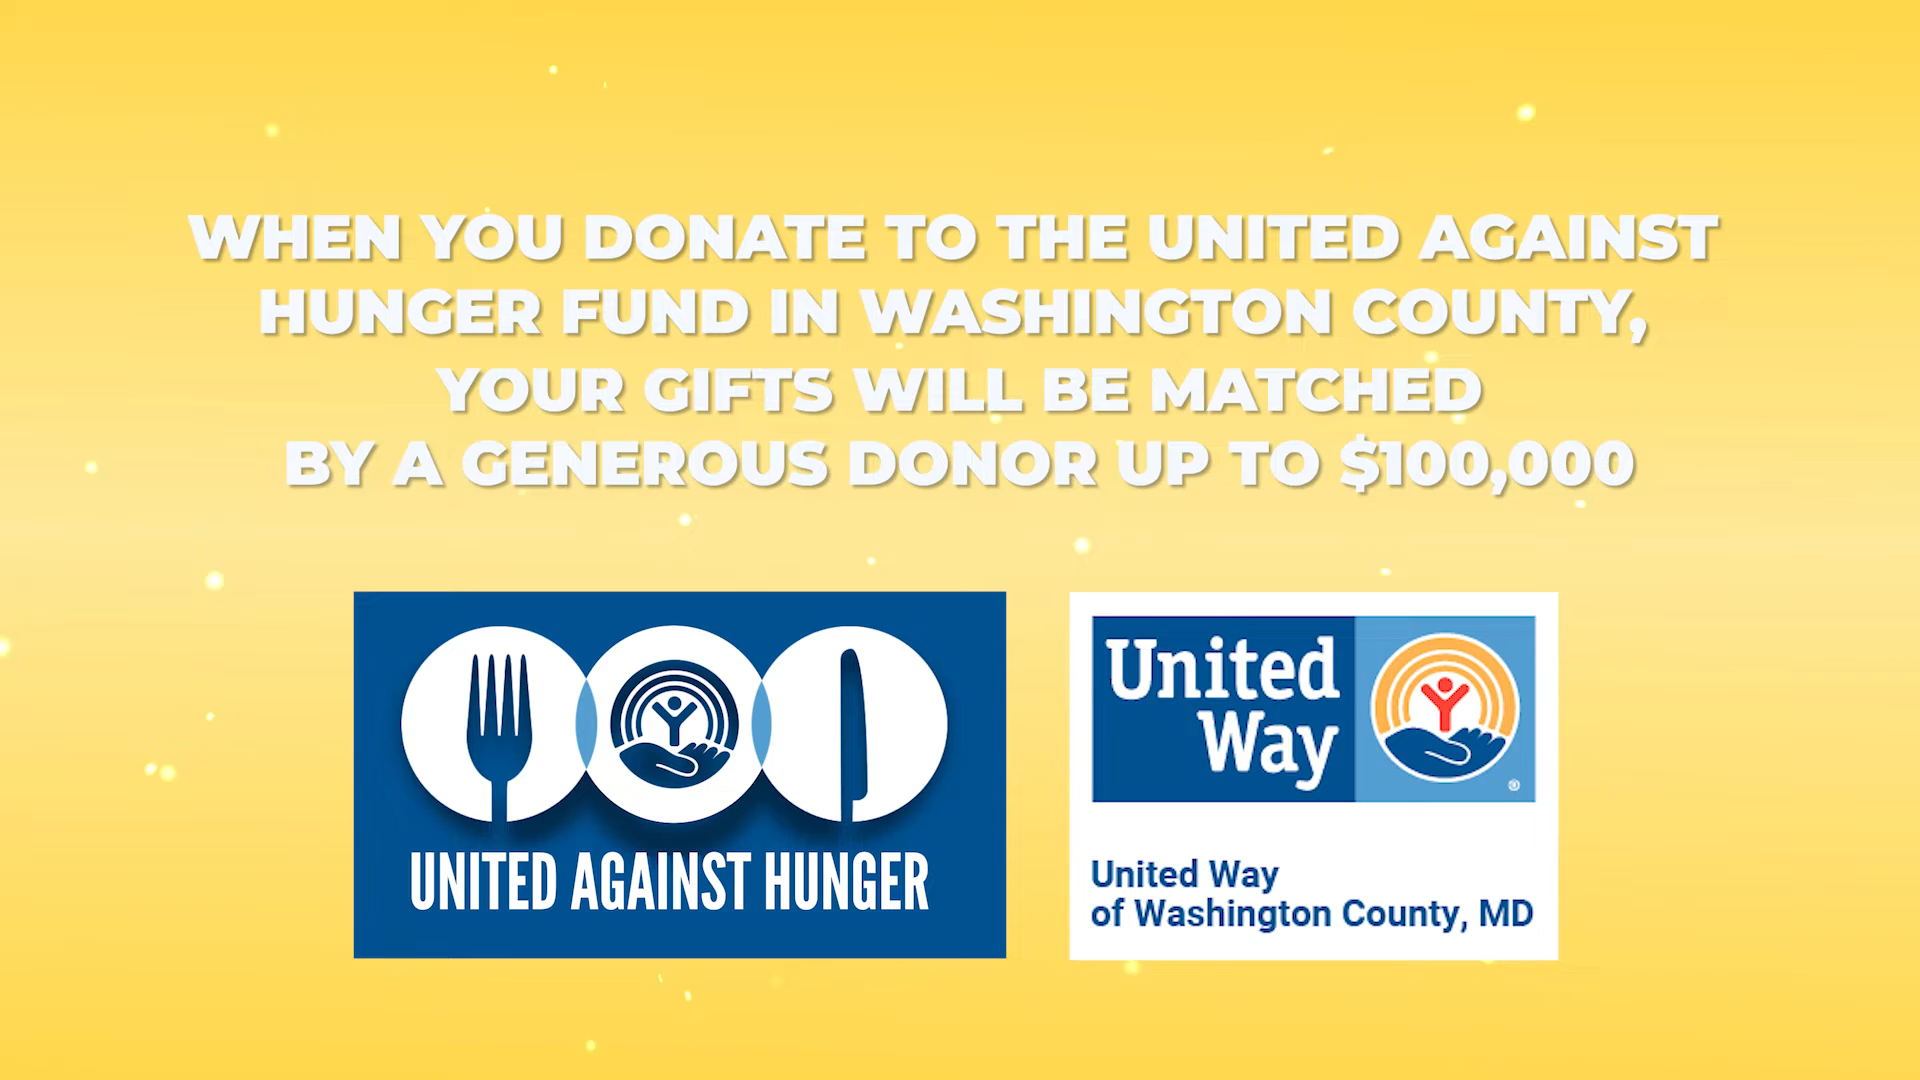 WHEN YOU DONATE TO THE UNITED AGAINST
HUNGER FUND IN WASHINGTON COUNTY,
YOUR GIFTS WILL BE MATCHED
BY A GENEROUS DONOR UP TO $100,000
UNITED AGAINST HUNGER
United
Way
®
United Way
of Washington County, MD